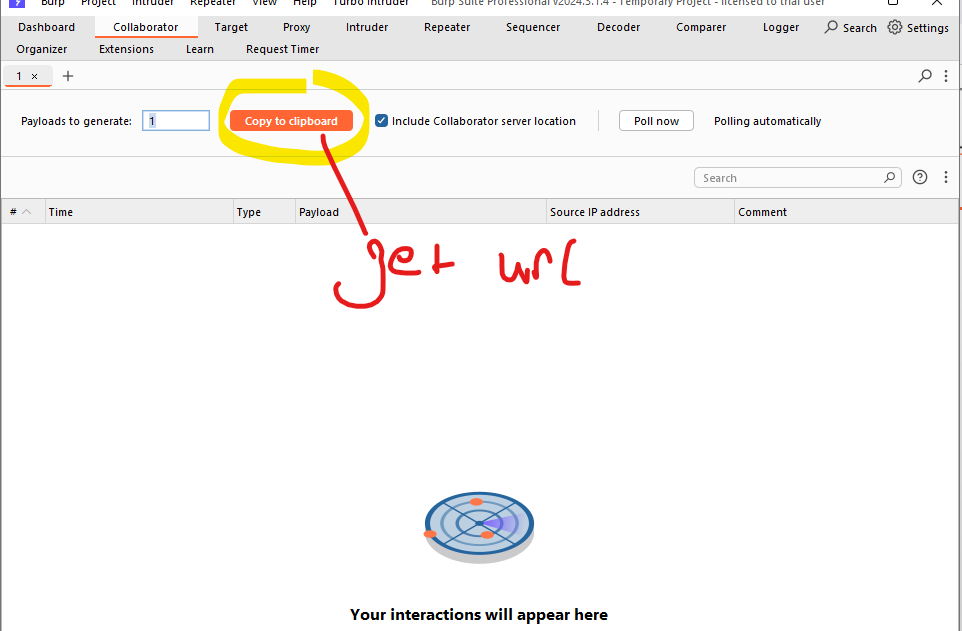 Burp Project Intruder Repeater View Help Turbo Intruder Burp Suite Professional v2024.3.1.4 - Temporary Project - licensed to trial user
Dashboard Collaborator Target Proxy Intruder Repeater Sequencer Decoder Comparer Logger Search Settings
Organizer Extensions Learn Request Timer
1 × +
Payloads to generate: 1 Copy to clipboard Include Collaborator server location Poll now Polling automatically
Search
# Time Type Payload Source IP address Comment
get url
Your interactions will appear here